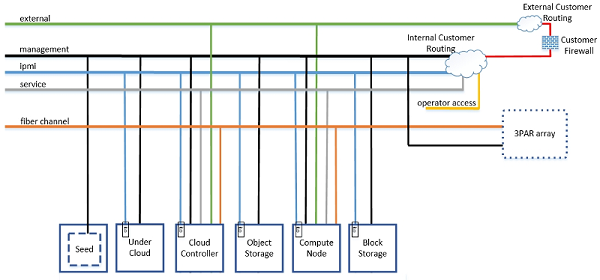 external
External Customer
Routing
management
Internal Customer
Routing
Customer
Firewall
ipmi
service
operator access
fiber channel
3PAR array
Seed
Under
Cloud
Cloud
Controller
Object
Storage
Compute
Node
Block
Storage